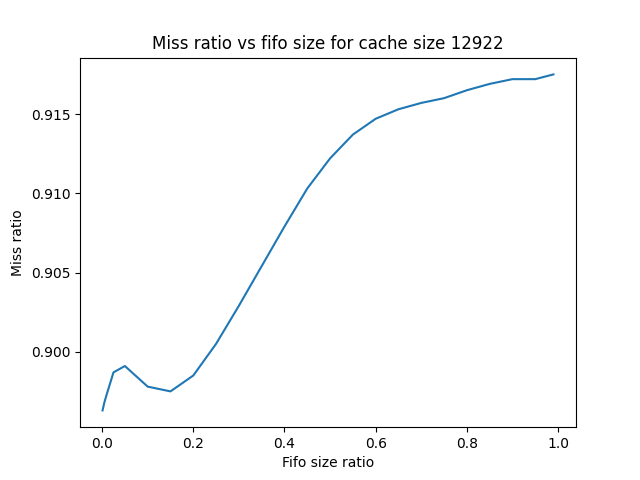 Miss ratio vs fifo size for cache size 12922
0.915
0.910
0.905
0.900
Miss ratio
0.0 0.2 0.4 0.6 0.8 1.0
Fifo size ratio